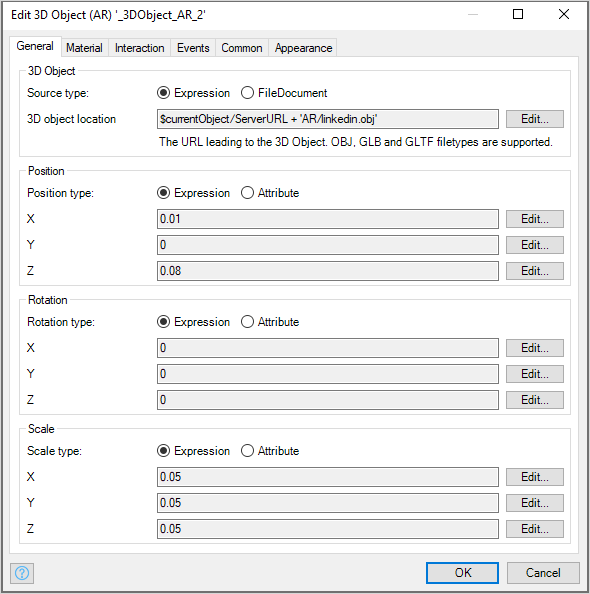 Edit 3D Object (AR) '_3DObject_AR_2'
General Material Interaction Events Common Appearance
3D Object
Source type: Expression FileDocument
3D object location $currentObject/ServerURL + 'AR/linkedin.obj' Edit...
The URL leading to the 3D Object. OBJ, GLB and GLTF filetypes are supported.
Position
Position type: Expression Attribute
X 0.01 Edit...
Y 0 Edit...
Z 0.08 Edit...
Rotation
Rotation type: Expression Attribute
X 0 Edit...
Y 0 Edit...
Z 0 Edit...
Scale
Scale type: Expression Attribute
X 0.05 Edit...
Y 0.05 Edit...
Z 0.05 Edit...
? OK Cancel